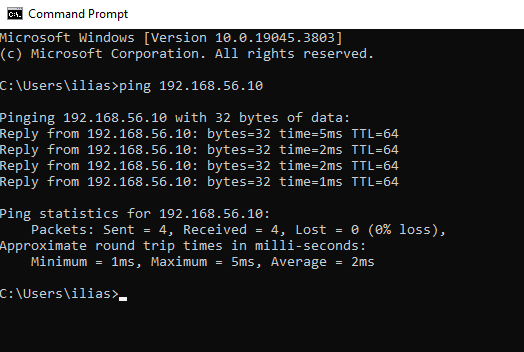 Command Prompt
Microsoft Windows [Version 10.0.19045.3803]
(c) Microsoft Corporation. All rights reserved.
C:\Users\ilias>ping 192.168.56.10
Pinging 192.168.56.10 with 32 bytes of data:
Reply from 192.168.56.10: bytes=32 time=5ms TTL=64
Reply from 192.168.56.10: bytes=32 time=2ms TTL=64
Reply from 192.168.56.10: bytes=32 time=2ms TTL=64
Reply from 192.168.56.10: bytes=32 time=1ms TTL=64
Ping statistics for 192.168.56.10:
    Packets: Sent = 4, Received = 4, Lost = 0 (0% loss),
Approximate round trip times in milli-seconds:
    Minimum = 1ms, Maximum = 5ms, Average = 2ms
C:\Users\ilias>